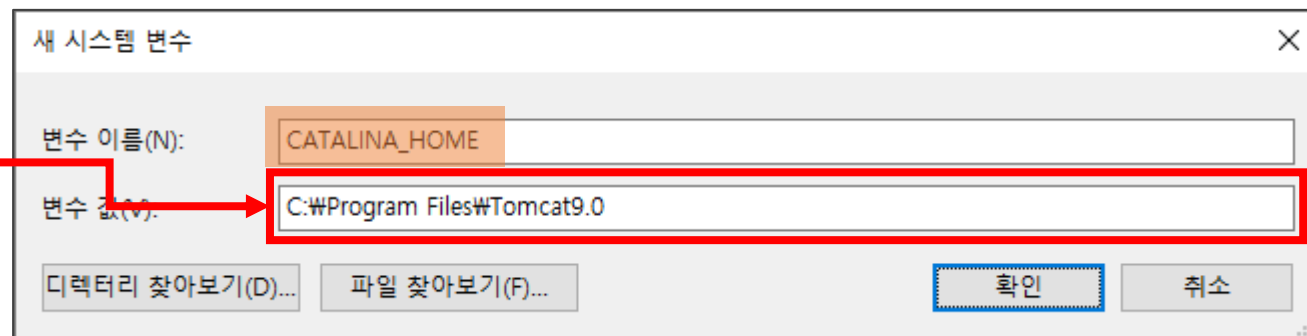 새 시스템 변수
변수 이름(N):
CATALINA_HOME
변수 값(V):
C:₩Program Files₩Tomcat9.0
디렉터리 찾아보기(D)...
파일 찾아보기(F)...
확인
취소